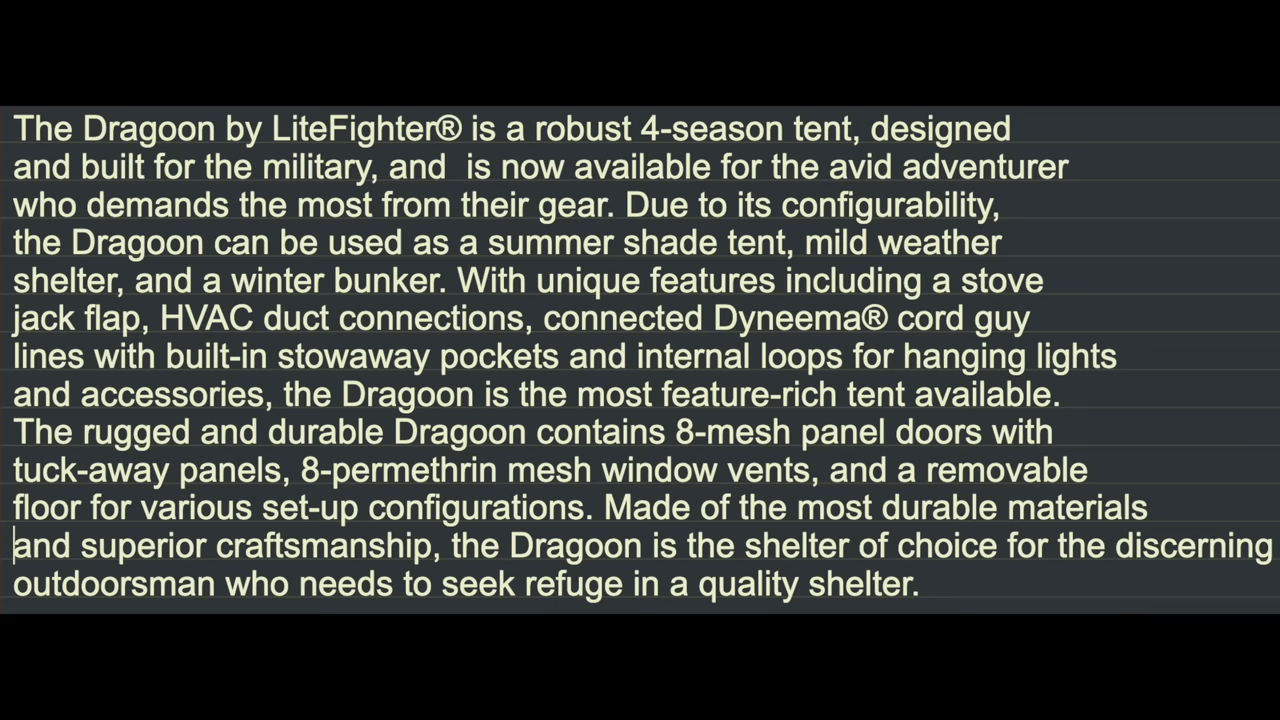 The Dragoon by LiteFighter® is a robust 4-season tent, designed
and built for the military, and  is now available for the avid adventurer
who demands the most from their gear. Due to its configurability,
the Dragoon can be used as a summer shade tent, mild weather
shelter, and a winter bunker. With unique features including a stove
jack flap, HVAC duct connections, connected Dyneema® cord guy
lines with built-in stowaway pockets and internal loops for hanging lights
and accessories, the Dragoon is the most feature-rich tent available.
The rugged and durable Dragoon contains 8-mesh panel doors with
tuck-away panels, 8-permethrin mesh window vents, and a removable
floor for various set-up configurations. Made of the most durable materials
and superior craftsmanship, the Dragoon is the shelter of choice for the discerning
outdoorsman who needs to seek refuge in a quality shelter.